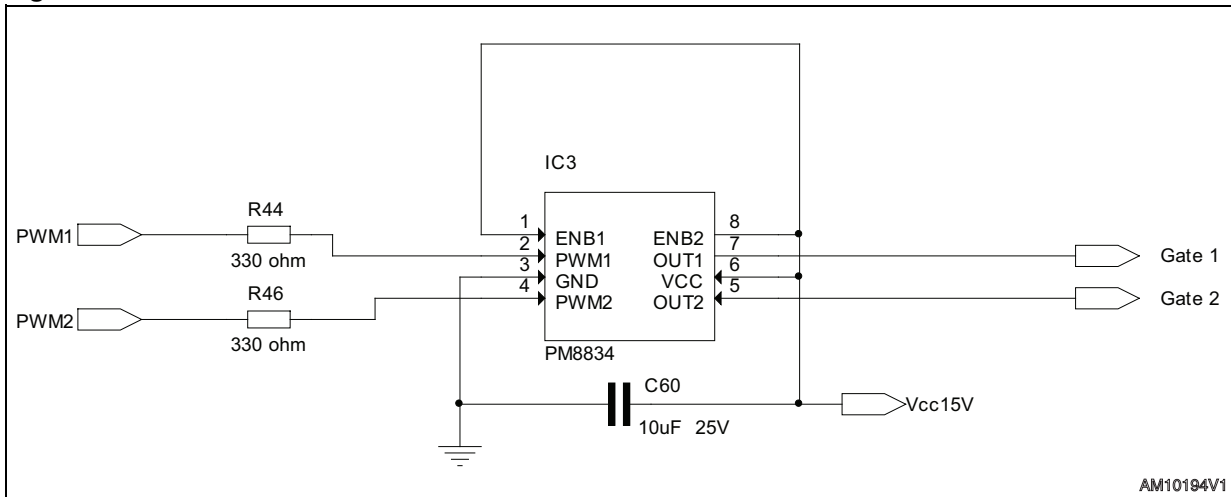 IC3
PWM1
R44
330 ohm
PWM2
R46
330 ohm
1
2
3
4
ENB1
PWM1
GND
PWM2
ENB2
OUT1
VCC
OUT2
8
7
6
5
PM8834
Gate 1
Gate 2
C60
10uF 25V
Vcc15V
AM10194V1